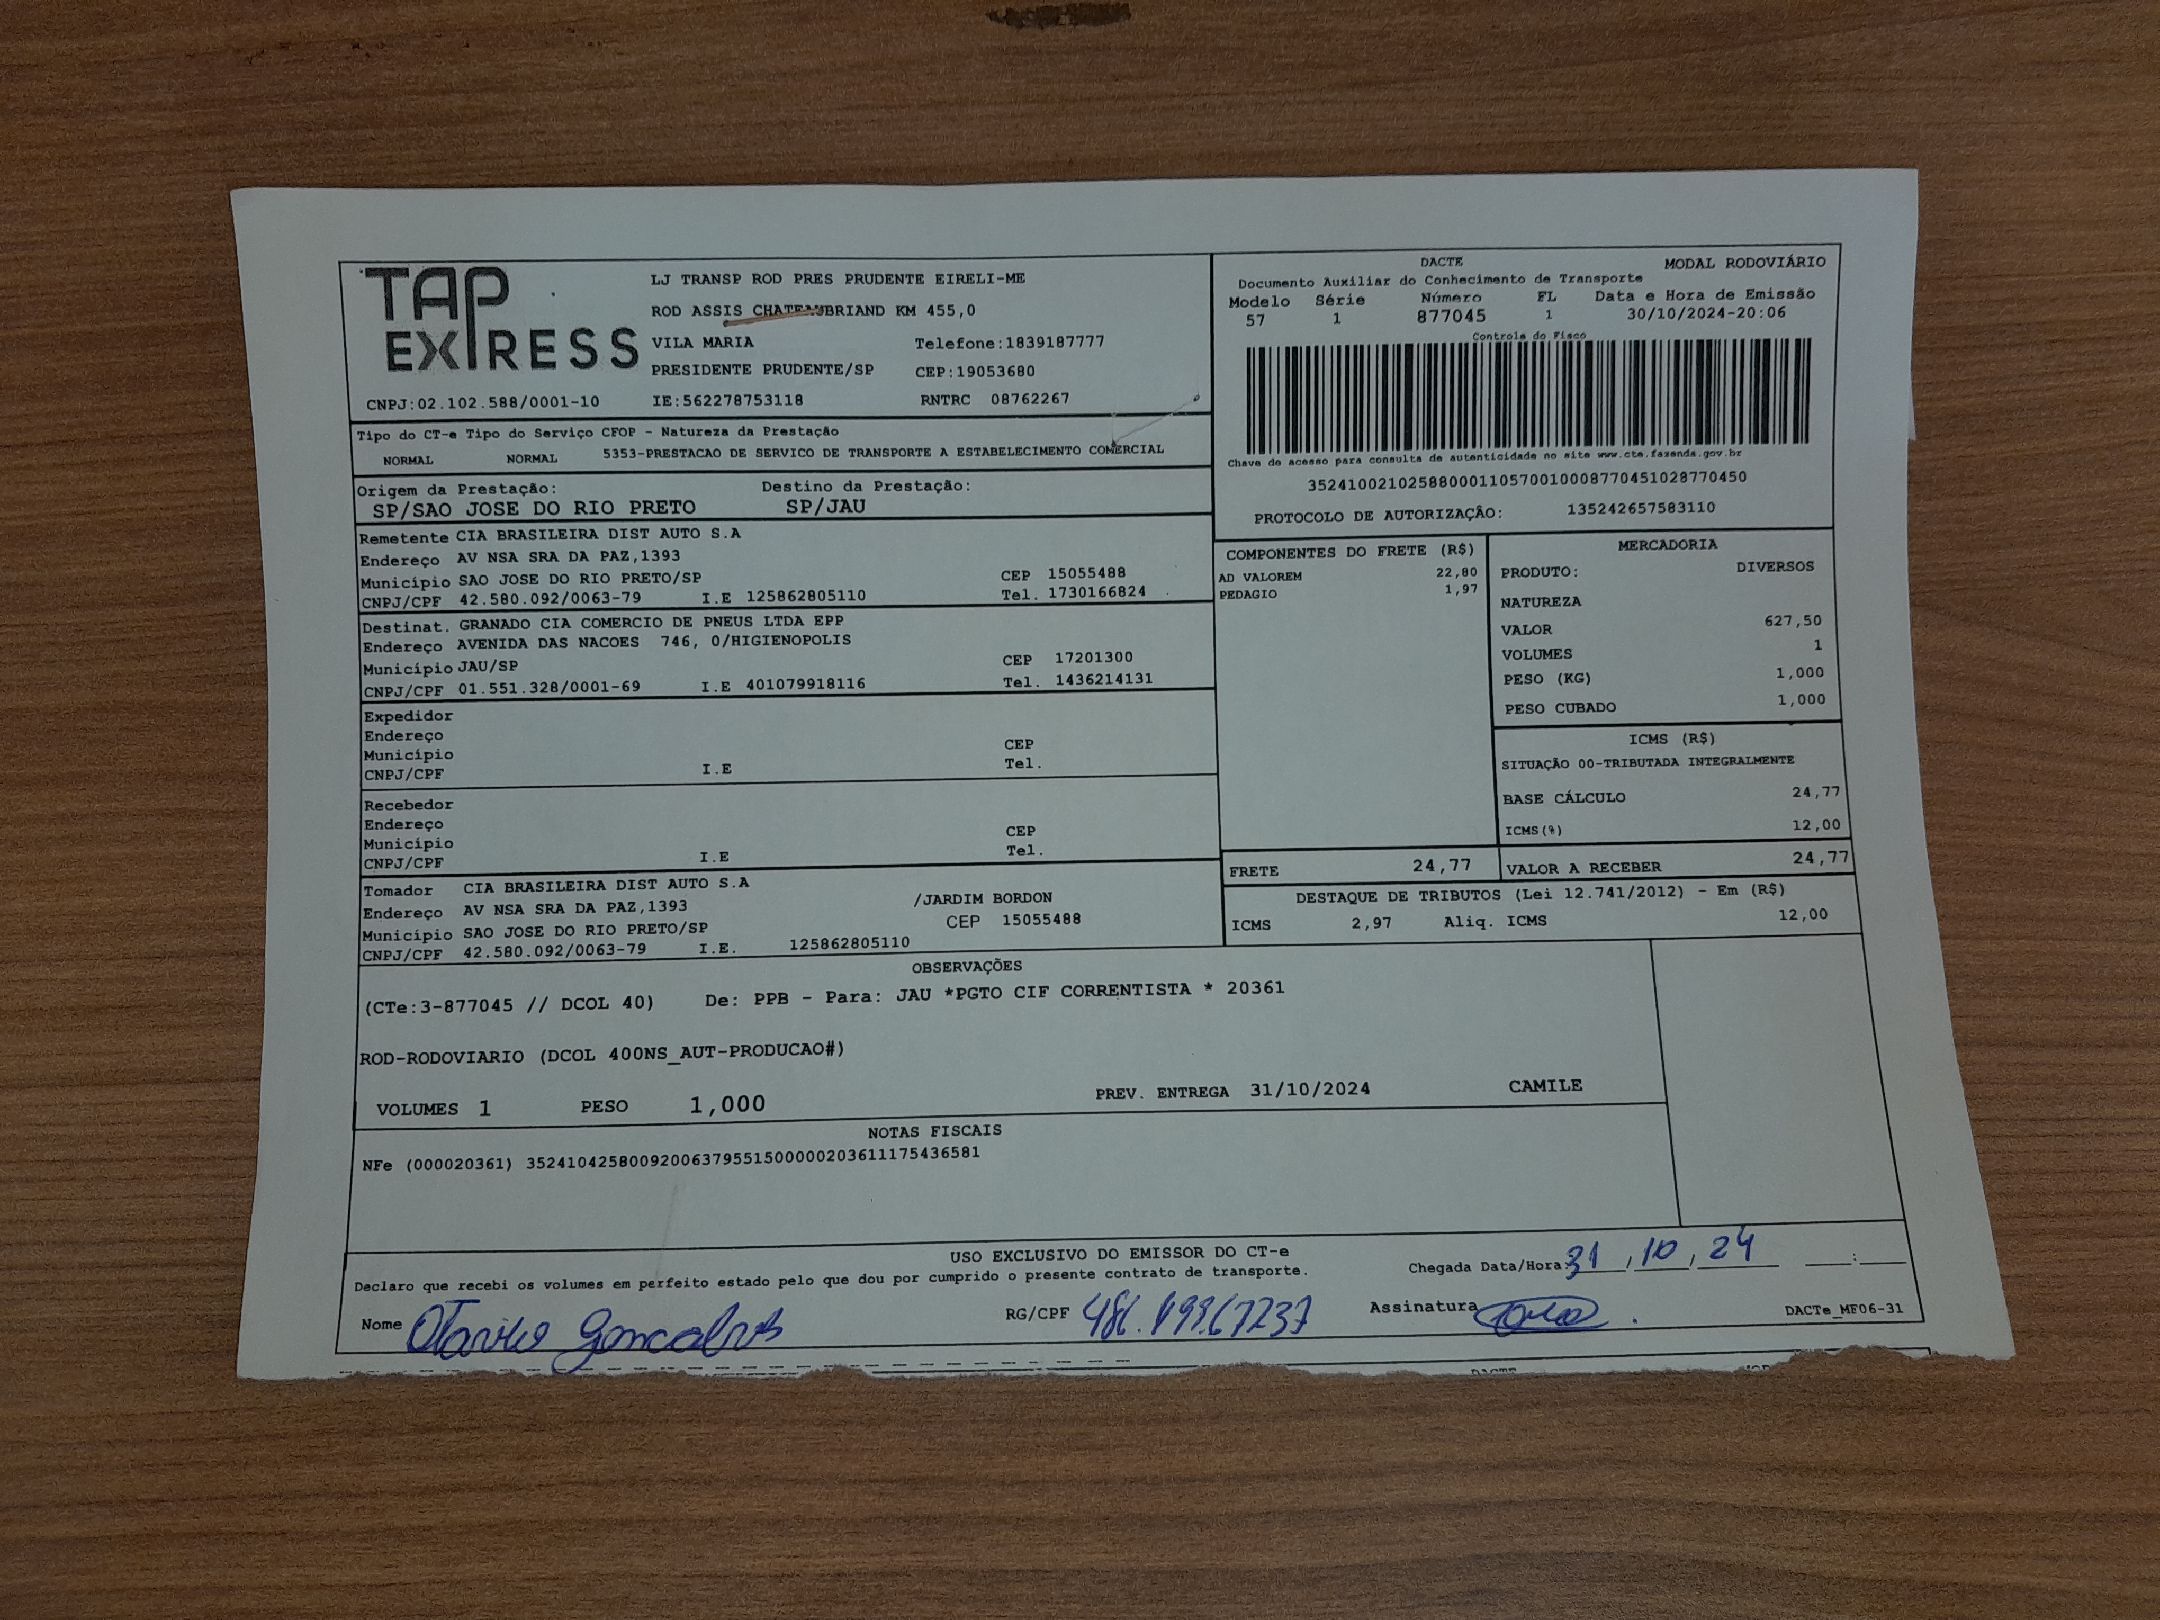 TAP EXPRESS
LJ TRANSP ROD PRES PRUDENTE EIRELI-ME
ROD ASSIS CHATEAUBRIAND KM 455,0
VILA MARIA Telefone:1839187777
PRESIDENTE PRUDENTE/SP CEP:19053680
CNPJ:02.102.588/0001-10 IE:562278753118 RNTRC 08762267
DACTE MODAL RODOVIÁRIO
Documento Auxiliar do Conhecimento de Transporte
Modelo Série Número FL Data e Hora de Emissão
57 1 877045 1 30/10/2024-20:06
Controle do Fisco
Chave de acesso para consulta de autenticidade no site www.cte.fazenda.gov.br
35241002102588000110570010008770451028770450
PROTOCOLO DE AUTORIZAÇÂO: 135242657583110
Tipo do CT-e Tipo do Serviço CFOP - Natureza da Prestação
NORMAL NORMAL 5353-PRESTACAO DE SERVICO DE TRANSPORTE A ESTABELECIMENTO COMERCIAL
Origem da Prestação: Destino da Prestação:
SP/SAO JOSE DO RIO PRETO SP/JAU
Remetente CIA BRASILEIRA DIST AUTO S.A
Endereço AV NSA SRA DA PAZ,1393
Município SAO JOSE DO RIO PRETO/SP CEP 15055488
CNPJ/CPF 42.580.092/0063-79 I.E 125862805110 Tel. 1730166824
Destinat. GRANADO CIA COMERCIO DE PNEUS LTDA EPP
Endereço AVENIDA DAS NACOES 746, 0/HIGIENOPOLIS
Município JAU/SP CEP 17201300
CNPJ/CPF 01.551.328/0001-69 I.E 401079918116 Tel. 1436214131
Expedidor
Endereço
Município CEP
CNPJ/CPF I.E Tel.
Recebedor
Endereço
Município CEP
CNPJ/CPF I.E Tel.
Tomador CIA BRASILEIRA DIST AUTO S.A
Endereço AV NSA SRA DA PAZ,1393 /JARDIM BORDON
Município SAO JOSE DO RIO PRETO/SP CEP 15055488
CNPJ/CPF 42.580.092/0063-79 I.E. 125862805110
COMPONENTES DO FRETE (R$)
AD VALOREM 22,80
PEDAGIO 1,97
MERCADORIA
PRODUTO: DIVERSOS
NATUREZA
VALOR 627,50
VOLUMES 1
PESO (KG) 1,000
PESO CUBADO 1,000
ICMS (R$)
SITUAÇÃO 00-TRIBUTADA INTEGRALMENTE
BASE CÁLCULO 24,77
ICMS(%) 12,00
FRETE 24,77 VALOR A RECEBER 24,77
DESTAQUE DE TRIBUTOS (Lei 12.741/2012) - Em (R$)
ICMS 2,97 Aliq. ICMS 12,00
OBSERVAÇÕES
(CTe:3-877045 // DCOL 40) De: PPB - Para: JAU *PGTO CIF CORRENTISTA * 20361
ROD-RODOVIARIO (DCOL 400NS_AUT-PRODUCAO#)
VOLUMES 1 PESO 1,000 PREV. ENTREGA 31/10/2024 CAMILE
NOTAS FISCAIS
NFe (000020361) 35241042580092006379551500000203611175436581
USO EXCLUSIVO DO EMISSOR DO CT-e
Declaro que recebi os volumes em perfeito estado pelo que dou por cumprido o presente contrato de transporte.
Chegada Data/Hora: 31,10,24 :
Nome Otavio Goncalves RG/CPF Assinatura DACTe_MF06-31